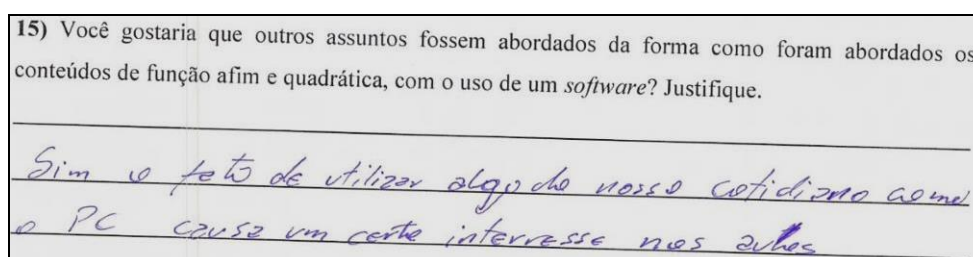 15) Você gostaria que outros assuntos fossem abordados da forma como foram abordados os
conteúdos de função afim e quadrática, com o uso de um software? Justifique.
Sim o fato de utilizar algo do nosso cotidiano como
o PC causa um certo interresse nas aulas